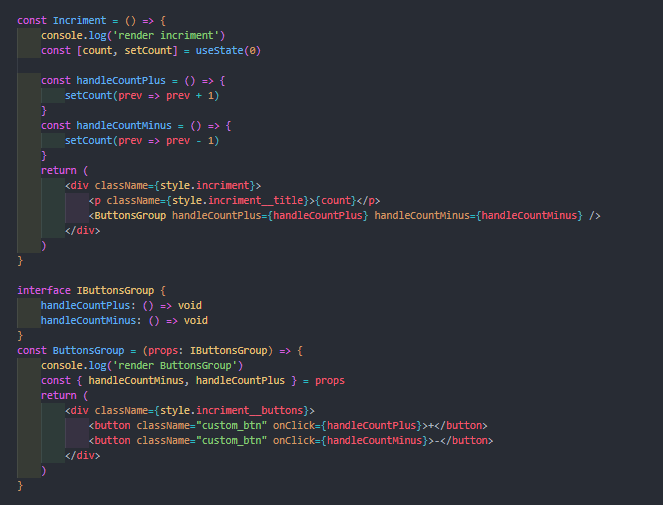 const Incriment = () => {
    console.log('render incriment')
    const [count, setCount] = useState(0)

    const handleCountPlus = () => {
        setCount(prev => prev + 1)
    }
    const handleCountMinus = () => {
        setCount(prev => prev - 1)
    }
    return (
        <div className={style.incriment}>
            <p className={style.incriment__title}>{count}</p>
            <ButtonsGroup handleCountPlus={handleCountPlus} handleCountMinus={handleCountMinus} />
        </div>
    )
}

interface IButtonsGroup {
    handleCountPlus: () => void
    handleCountMinus: () => void
}
const ButtonsGroup = (props: IButtonsGroup) => {
    console.log('render ButtonsGroup')
    const { handleCountMinus, handleCountPlus } = props
    return (
        <div className={style.incriment__buttons}>
            <button className="custom_btn" onClick={handleCountPlus}>+</button>
            <button className="custom_btn" onClick={handleCountMinus}>-</button>
        </div>
    )
}